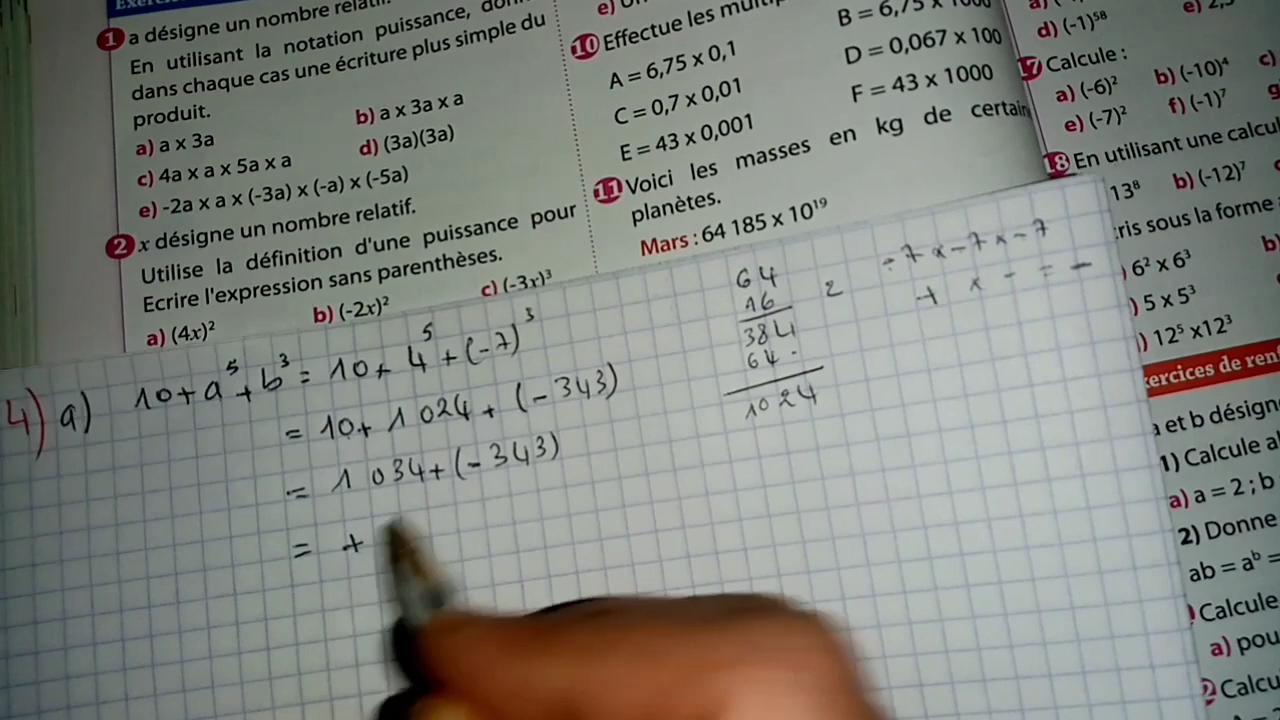 1 a désigne un nombre relatif.
En utilisant la notation puissance,
dans chaque cas une écriture plus simple du
produit.
a) a x 3a
b) a x 3a x a
c) 4a x a x 5a x a
d) (3a)(3a)
e) -2a x a x (-3a) x (-a) x (-5a)
2 x désigne un nombre relatif.
Utilise la définition d'une puissance pour
Ecrire l'expression sans parenthèses.
a) (4x)²
b) (-2x)²
c) (-3x)³
e)
10 Effectue les
A = 6,75 x 0,1
B = 6,75 x 1000
C = 0,7 x 0,01
D = 0,067 x 100
E = 43 x 0,001
F = 43 x 1000
11 Voici les masses en kg de certain
planètes.
Mars : 64 185 x 10¹⁹
d) (-1)⁵⁸
17 Calcule :
a) (-6)²
b) (-10)⁴
c)
e) (-7)²
f) (-1)⁷
18 En utilisant une calcul
13⁸
b) (-12)⁷
ris sous la forme
6² x 6³
) 5 x 5³
) 12⁵ x 12³
ercices de ren
a et b désign
1) Calcule a
a) a = 2 ; b
2) Donne
ab = aᵇ =
Calcule
a) pou
2 Calcu
4) a) 10 + a⁵ + b³ = 10 + 4⁵ + (-7)³
= 10 + 1 024 + (-343)
= 1 034 + (-343)
= +
64
16
384
64 .
1024
2
- 7 x - 7 x - 7
+ x - = -